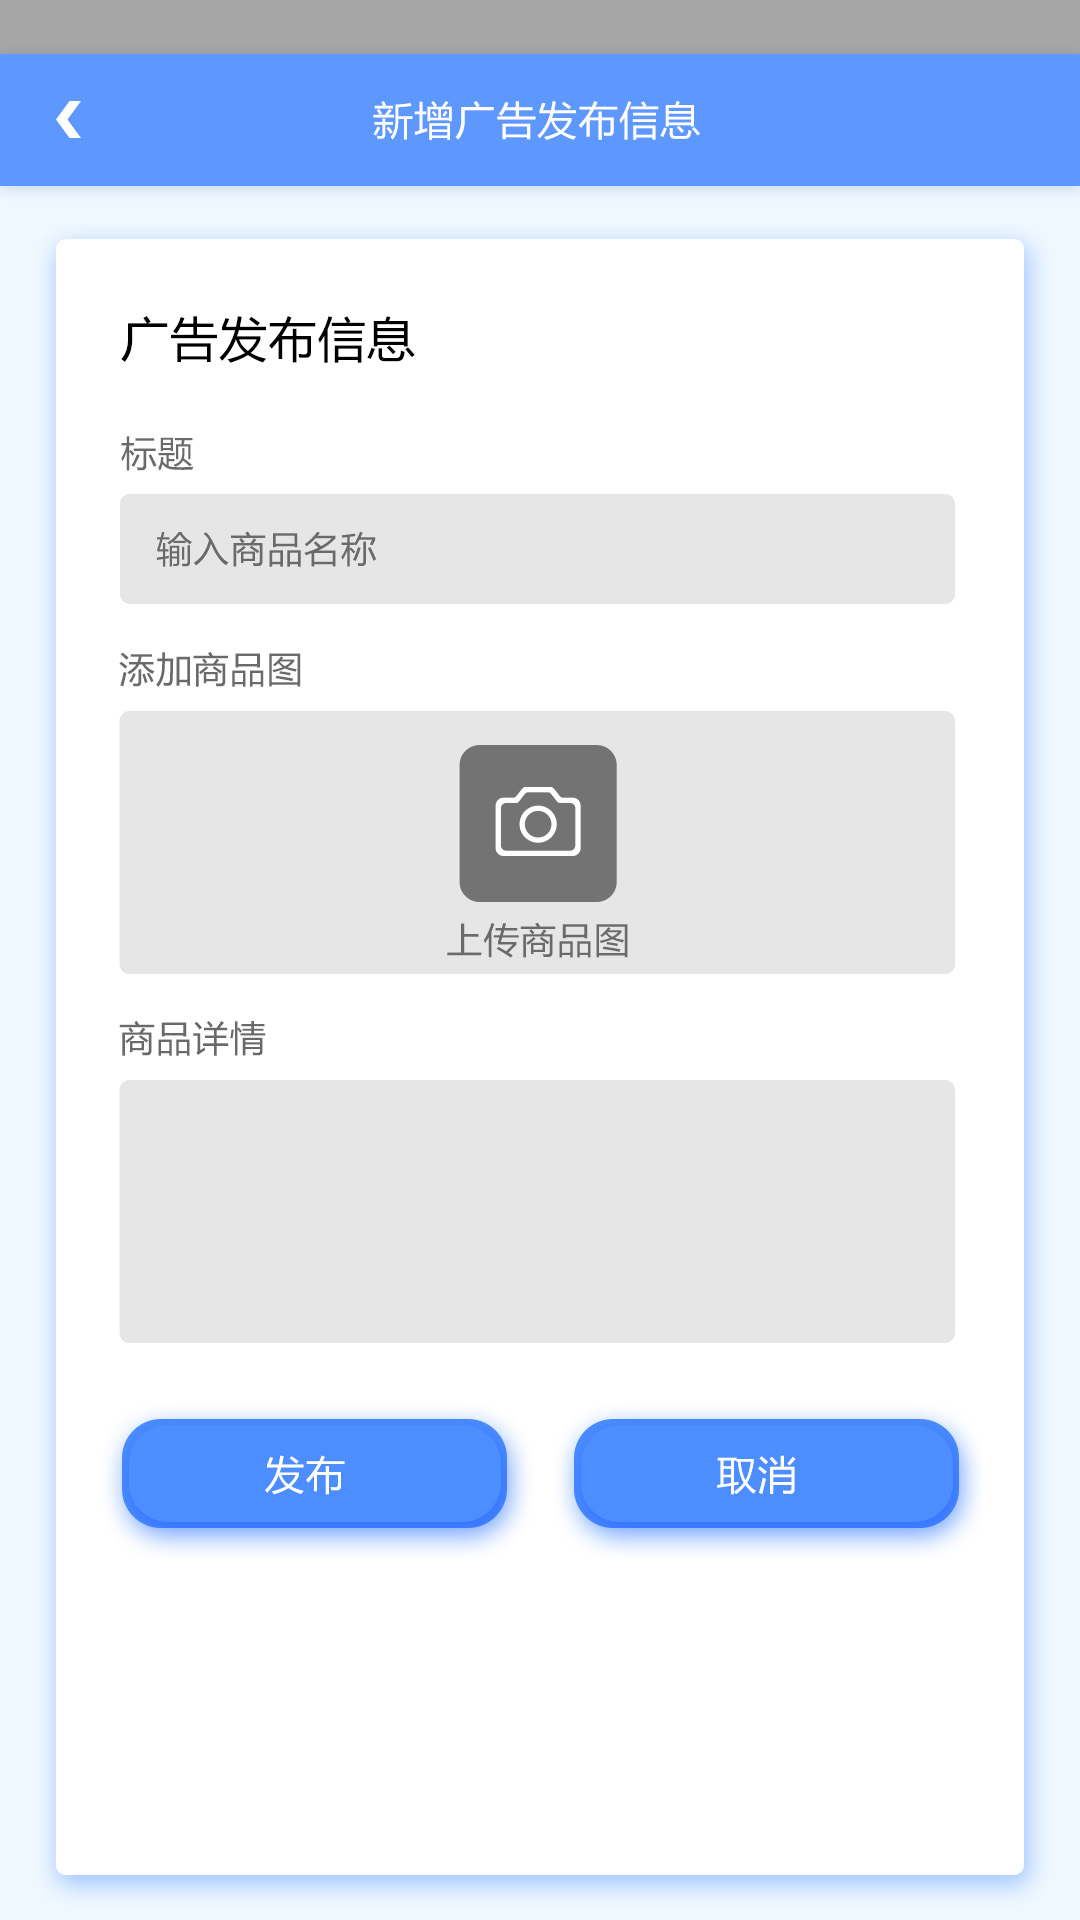 新增广告发布信息
广告发布信息
标题
输入商品名称
添加商品图
上传商品图
商品详情
发布
取消